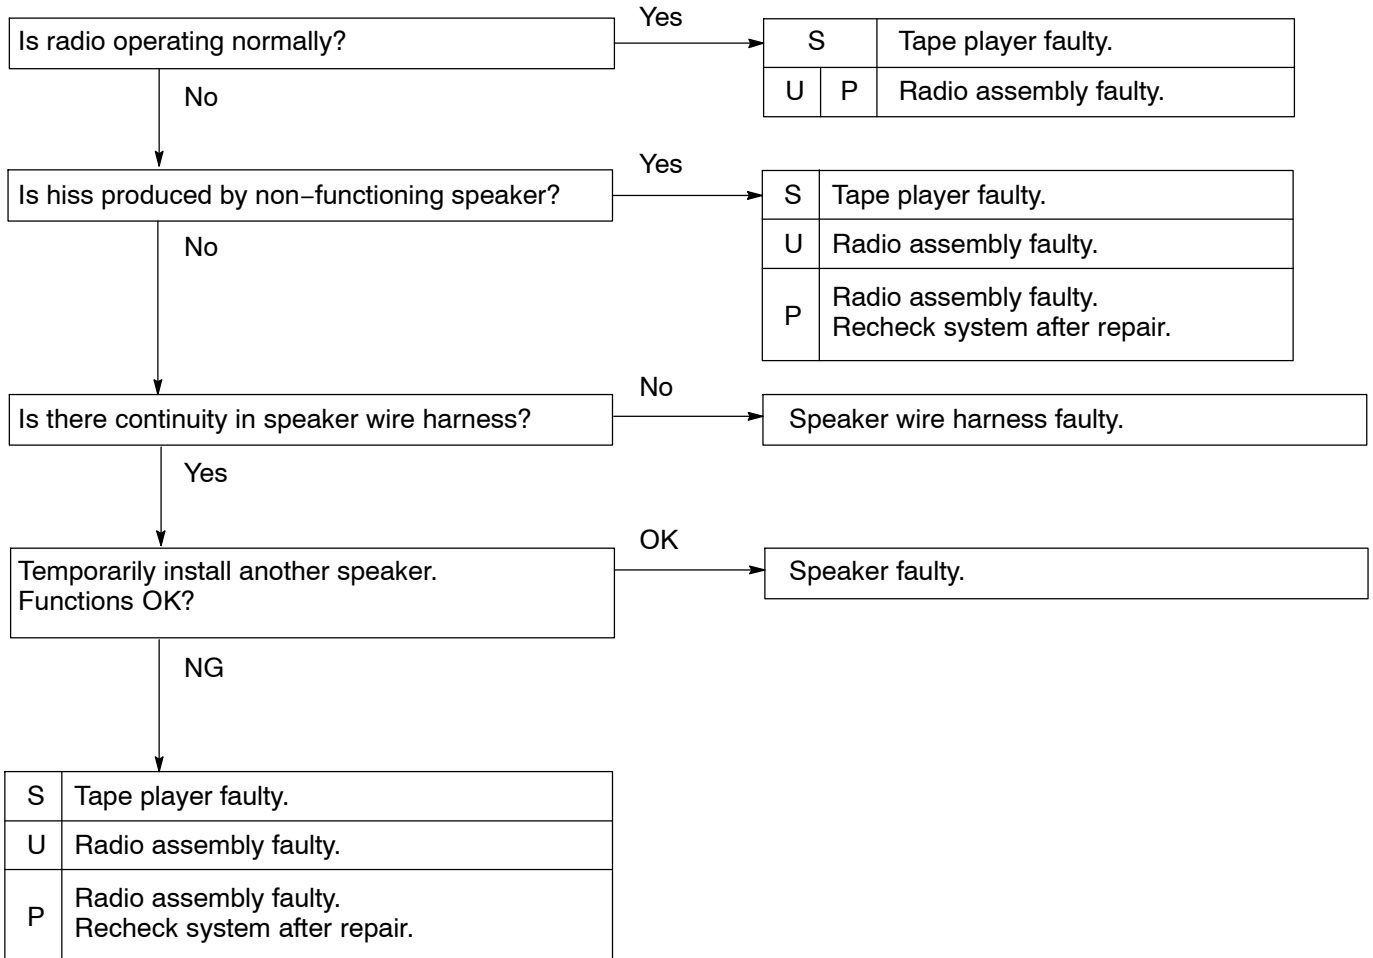 Is radio operating normally?
Yes
S Tape player faulty.
U P Radio assembly faulty.
No
Is hiss produced by non−functioning speaker?
Yes
S Tape player faulty.
U Radio assembly faulty.
P Radio assembly faulty.
Recheck system after repair.
No
Is there continuity in speaker wire harness?
No
Speaker wire harness faulty.
Yes
Temporarily install another speaker.
Functions OK?
OK
Speaker faulty.
NG
S Tape player faulty.
U Radio assembly faulty.
P Radio assembly faulty.
Recheck system after repair.